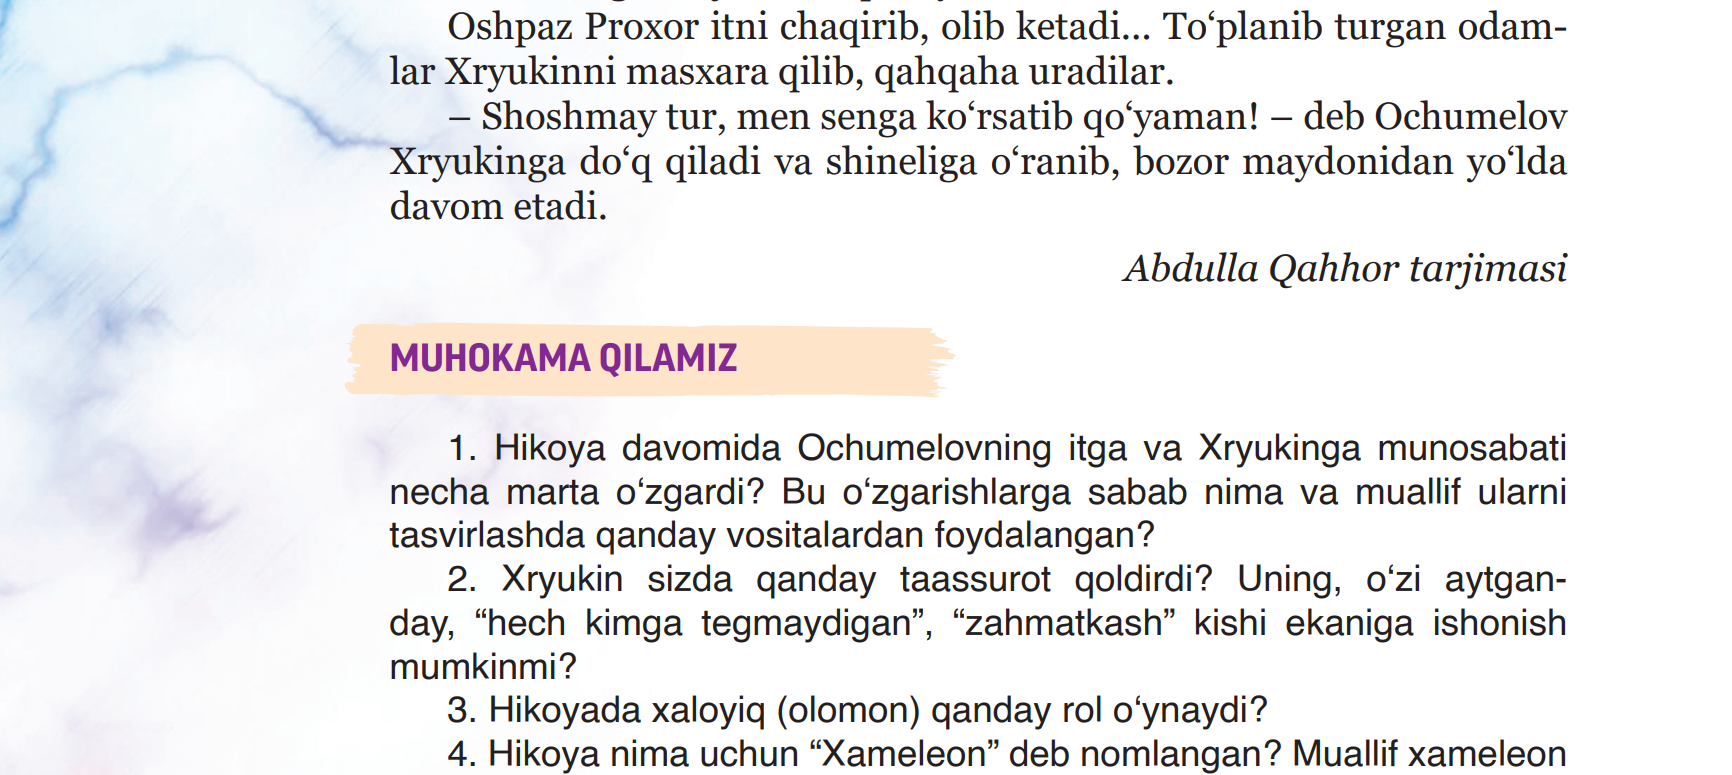 Oshpaz Proxor itni chaqirib, olib ketadi... To‘planib turgan odam-
lar Xryukinni masxara qilib, qahqaha uradilar.
– Shoshmay tur, men senga ko‘rsatib qo‘yaman! – deb Ochumelov
Xryukinga do‘q qiladi va shineliga o‘ranib, bozor maydonidan yo‘lda
davom etadi.
Abdulla Qahhor tarjimasi
MUHOKAMA QILAMIZ
1. Hikoya davomida Ochumelovning itga va Xryukinga munosabati
necha marta o‘zgardi? Bu o‘zgarishlarga sabab nima va muallif ularni
tasvirlashda qanday vositalardan foydalangan?
2. Xryukin sizda qanday taassurot qoldirdi? Uning, o‘zi aytgan-
day, “hech kimga tegmaydigan”, “zahmatkash” kishi ekaniga ishonish
mumkinmi?
3. Hikoyada xaloyiq (olomon) qanday rol o‘ynaydi?
4. Hikoya nima uchun “Xameleon” deb nomlangan? Muallif xameleon